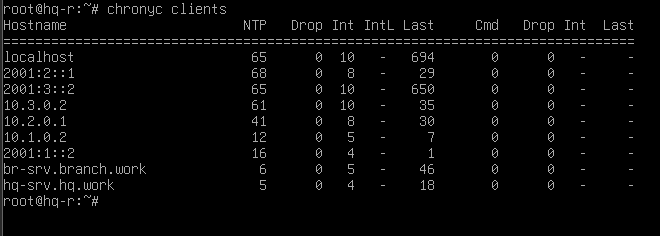 root@hq-r:~# chronyc clients
Hostname                      NTP   Drop Int IntL Last     Cmd   Drop Int  Last
===============================================================================
localhost                      65      0  10   -   694       0      0   -     -
2001:2::1                      68      0   8   -    29       0      0   -     -
2001:3::2                      65      0  10   -   650       0      0   -     -
10.3.0.2                       61      0  10   -    35       0      0   -     -
10.2.0.1                       41      0   8   -    30       0      0   -     -
10.1.0.2                       12      0   5   -     7       0      0   -     -
2001:1::2                      16      0   4   -     1       0      0   -     -
br-srv.branch.work              6      0   5   -    46       0      0   -     -
hq-srv.hq.work                  5      0   4   -    18       0      0   -     -
root@hq-r:~#